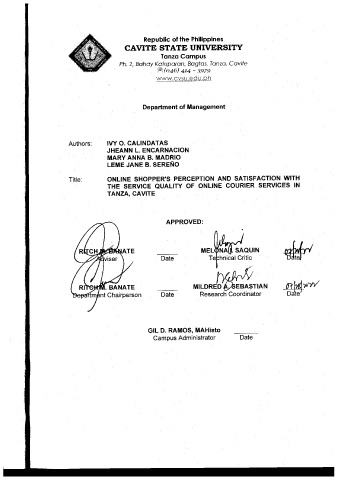 Republic of the Philippines
CAVITE STATE UNIVERSITY
Tanza Campus
Ph. 2, Bahay Katuparan, Bagtas, Tanza, Cavite
(046) 414 - 3979
www.cvsu.edu.ph
Department of Management
Authors: IVY O. CALINDATAS
JHEANN L. ENCARNACION
MARY ANNA B. MADRIO
LEME JANE B. SEREÑO
Title: ONLINE SHOPPER'S PERCEPTION AND SATISFACTION WITH
THE SERVICE QUALITY OF ONLINE COURIER SERVICES IN
TANZA, CAVITE
APPROVED:
RITCH M. BANATE MELONA I. SAQUIN
Adviser Date Technical Critic Date
RITCH M. BANATE MILDRED A. SEBASTIAN
Department Chairperson Date Research Coordinator Date
GIL D. RAMOS, MAHisto
Campus Administrator Date